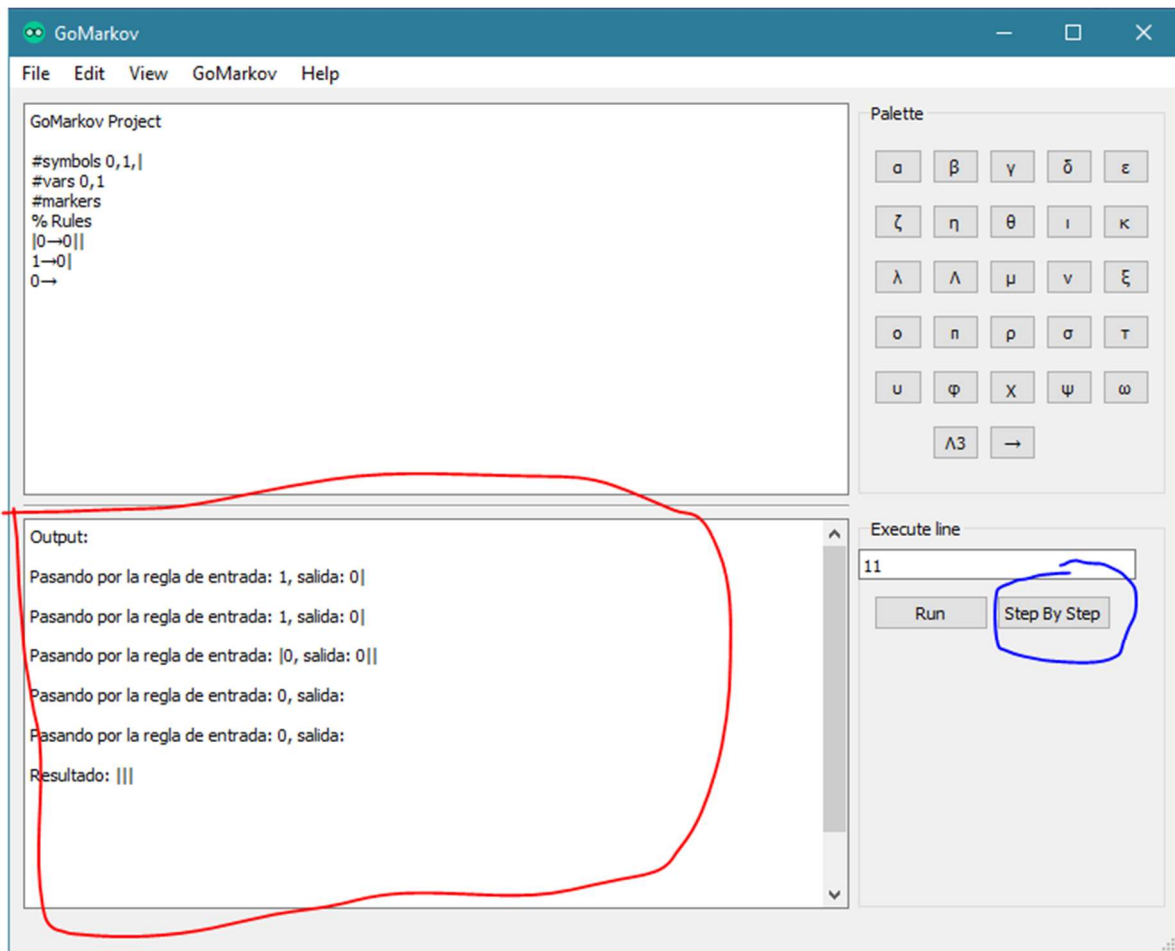 GoMarkov
File Edit View GoMarkov Help
GoMarkov Project
#symbols 0,1,|
#vars 0,1
#markers
% Rules
|0→0||
1→0|
0→
Palette
α β γ δ ε
ζ η θ ι κ
λ Λ μ ν ξ
ο π ρ σ τ
υ φ χ ψ ω
Λ3 →
Output:
Pasando por la regla de entrada: 1, salida: 0|
Pasando por la regla de entrada: 1, salida: 0|
Pasando por la regla de entrada: |0, salida: 0||
Pasando por la regla de entrada: 0, salida:
Pasando por la regla de entrada: 0, salida:
Resultado: |||
Execute line
11
Run Step By Step